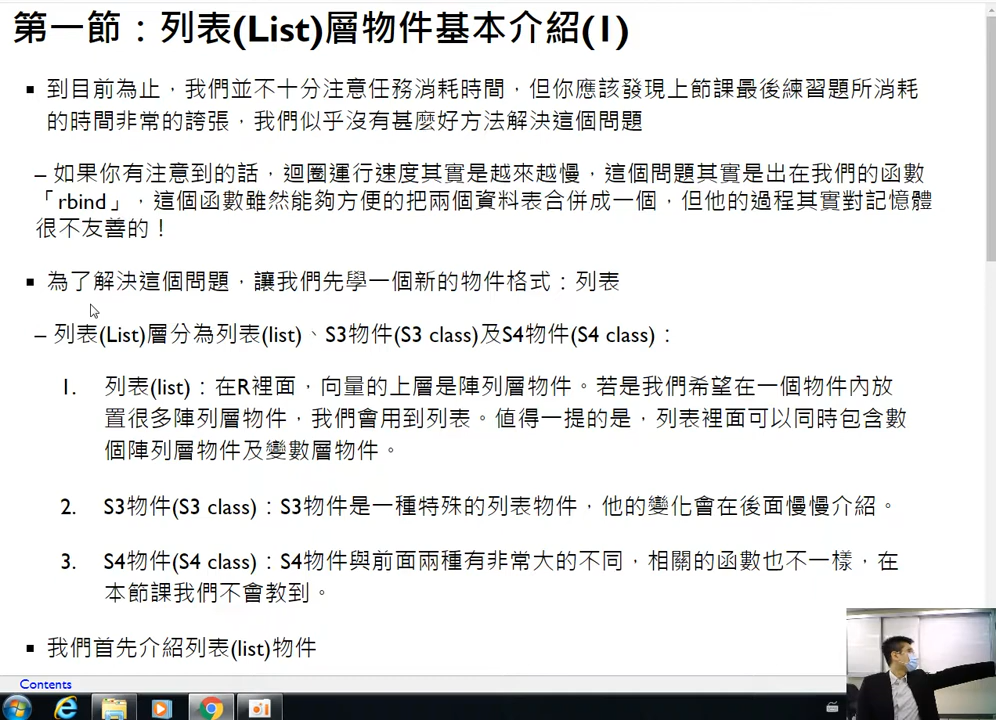 第一節：列表(List)層物件基本介紹(1)
▪ 到目前為止，我們並不十分注意任務消耗時間，但你應該發現上節課最後練習題所消耗
的時間非常的誇張，我們似乎沒有甚麼好方法解決這個問題
– 如果你有注意到的話，迴圈運行速度其實是越來越慢，這個問題其實是出在我們的函數
「rbind」，這個函數雖然能夠方便的把兩個資料表合併成一個，但他的過程其實對記憶體
很不友善的！
▪ 為了解決這個問題，讓我們先學一個新的物件格式：列表
– 列表(List)層分為列表(list)、S3物件(S3 class)及S4物件(S4 class)：
1. 列表(list)：在R裡面，向量的上層是陣列層物件。若是我們希望在一個物件內放
置很多陣列層物件，我們會用到列表。值得一提的是，列表裡面可以同時包含數
個陣列層物件及變數層物件。
2. S3物件(S3 class)：S3物件是一種特殊的列表物件，他的變化會在後面慢慢介紹。
3. S4物件(S4 class)：S4物件與前面兩種有非常大的不同，相關的函數也不一樣，在
本節課我們不會教到。
▪ 我們首先介紹列表(list)物件
Contents